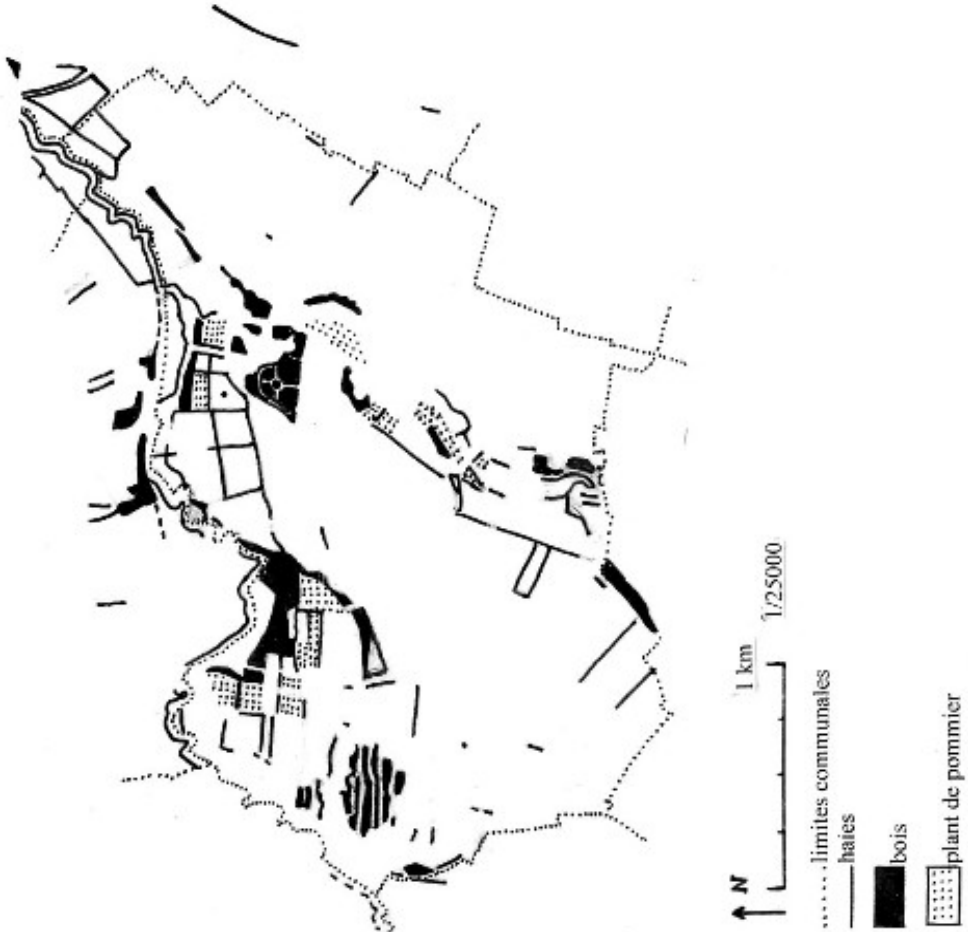 N
1 km
1/25000
limites communales
haies
bois
plant de pommier